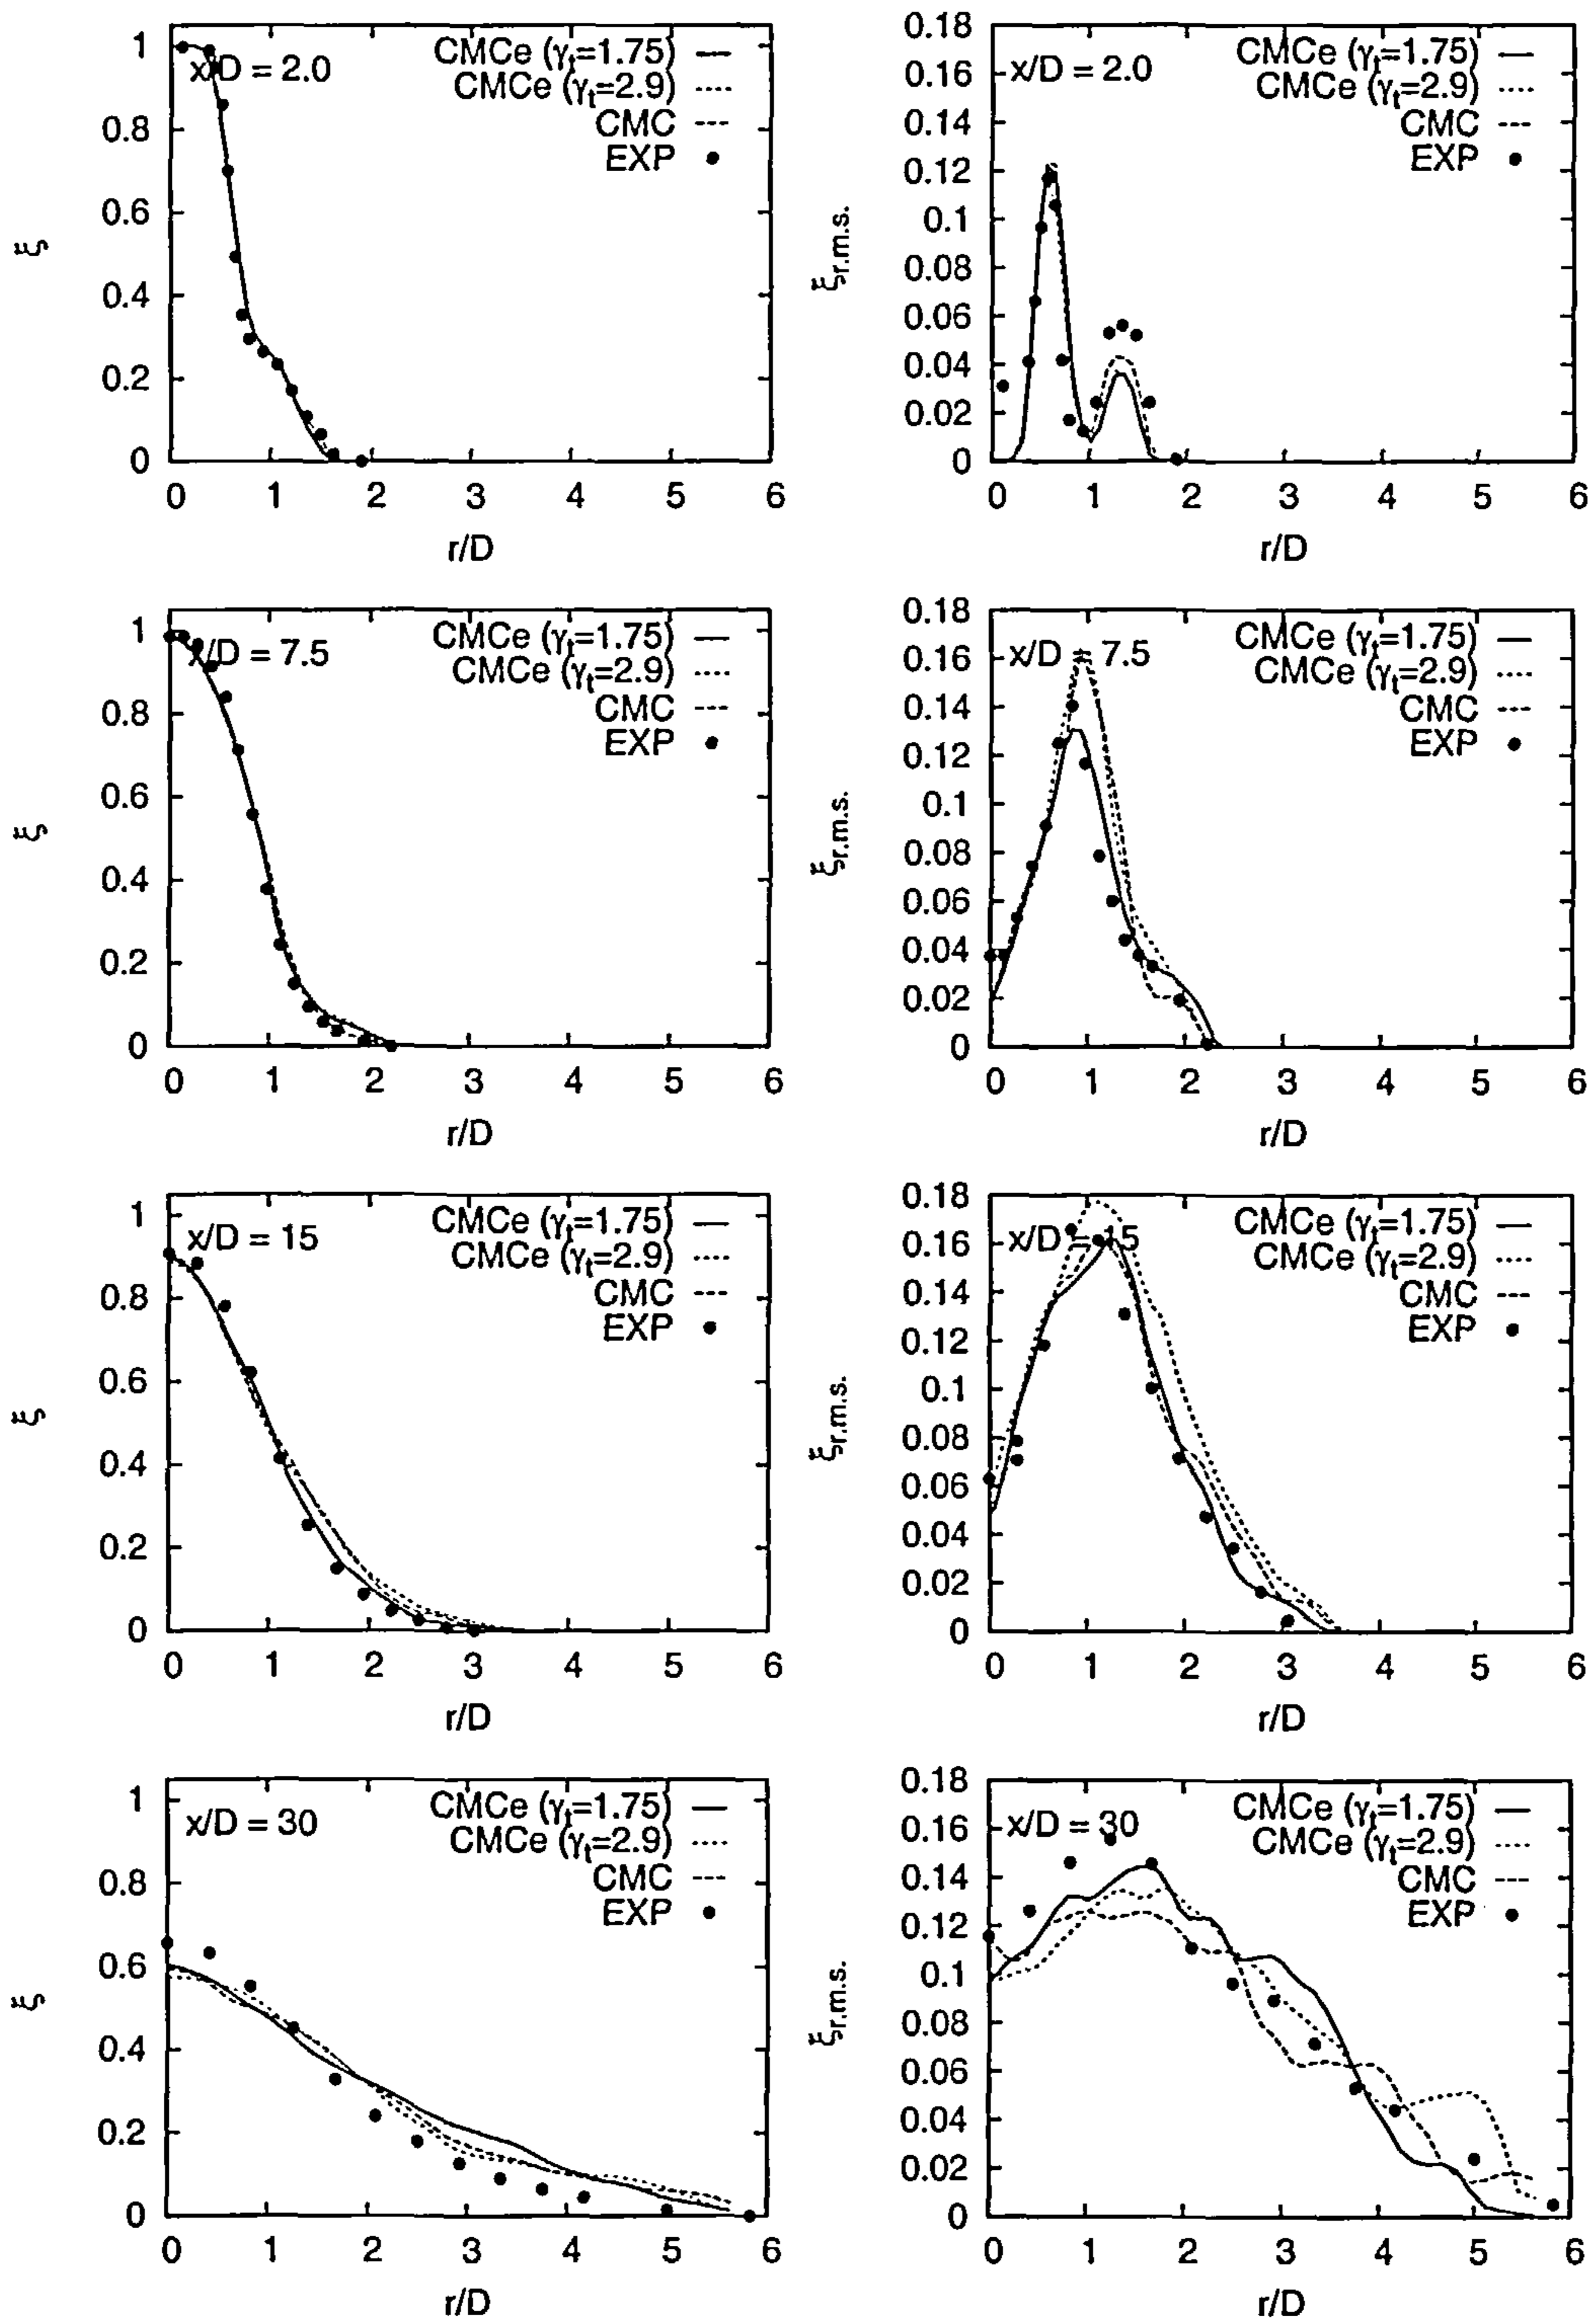 x/D = 2.0
CMCe (γt=1.75)
CMCe (γt=2.9)
CMC
EXP
1
0.8
0.6
0.4
0.2
0
ξ
0 1 2 3 4 5 6
r/D
x/D = 2.0
CMCe (γt=1.75)
CMCe (γt=2.9)
CMC
EXP
0.18
0.16
0.14
0.12
0.1
0.08
0.06
0.04
0.02
0
ξr.m.s.
0 1 2 3 4 5 6
r/D
x/D = 7.5
CMCe (γt=1.75)
CMCe (γt=2.9)
CMC
EXP
1
0.8
0.6
0.4
0.2
0
ξ
0 1 2 3 4 5 6
r/D
x/D = 7.5
CMCe (γt=1.75)
CMCe (γt=2.9)
CMC
EXP
0.18
0.16
0.14
0.12
0.1
0.08
0.06
0.04
0.02
0
ξr.m.s.
0 1 2 3 4 5 6
r/D
x/D = 15
CMCe (γt=1.75)
CMCe (γt=2.9)
CMC
EXP
1
0.8
0.6
0.4
0.2
0
ξ
0 1 2 3 4 5 6
r/D
x/D = 15
CMCe (γt=1.75)
CMCe (γt=2.9)
CMC
EXP
0.18
0.16
0.14
0.12
0.1
0.08
0.06
0.04
0.02
0
ξr.m.s.
0 1 2 3 4 5 6
r/D
x/D = 30
CMCe (γt=1.75)
CMCe (γt=2.9)
CMC
EXP
1
0.8
0.6
0.4
0.2
0
ξ
0 1 2 3 4 5 6
r/D
x/D = 30
CMCe (γt=1.75)
CMCe (γt=2.9)
CMC
EXP
0.18
0.16
0.14
0.12
0.1
0.08
0.06
0.04
0.02
0
ξr.m.s.
0 1 2 3 4 5 6
r/D